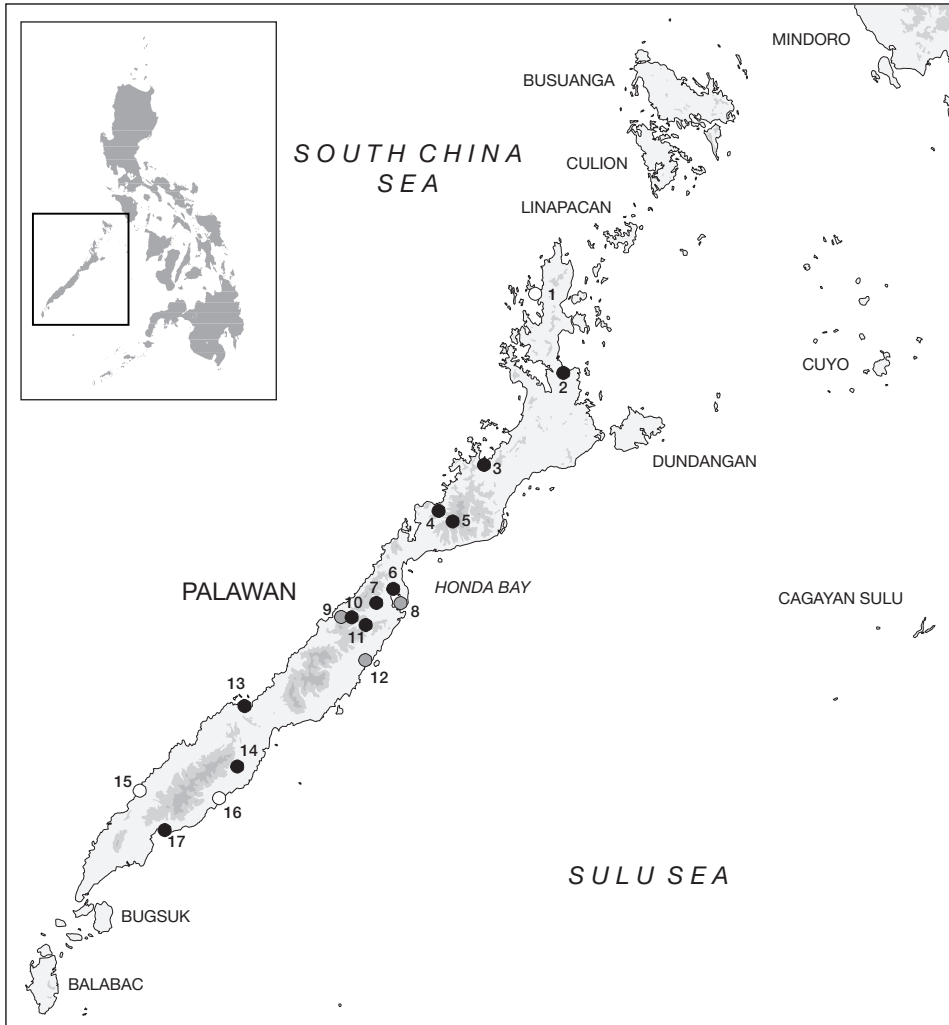 MINDORO
BUSUANGA
SOUTH CHINA
SEA
CULION
LINAPACAN
1
CUYO
2
DUNDANGAN
3
4
5
PALAWAN
HONDA BAY
6
7
8
9
10
11
CAGAYAN SULU
12
13
14
15
16
17
SULU SEA
BUGSUK
BALABAC